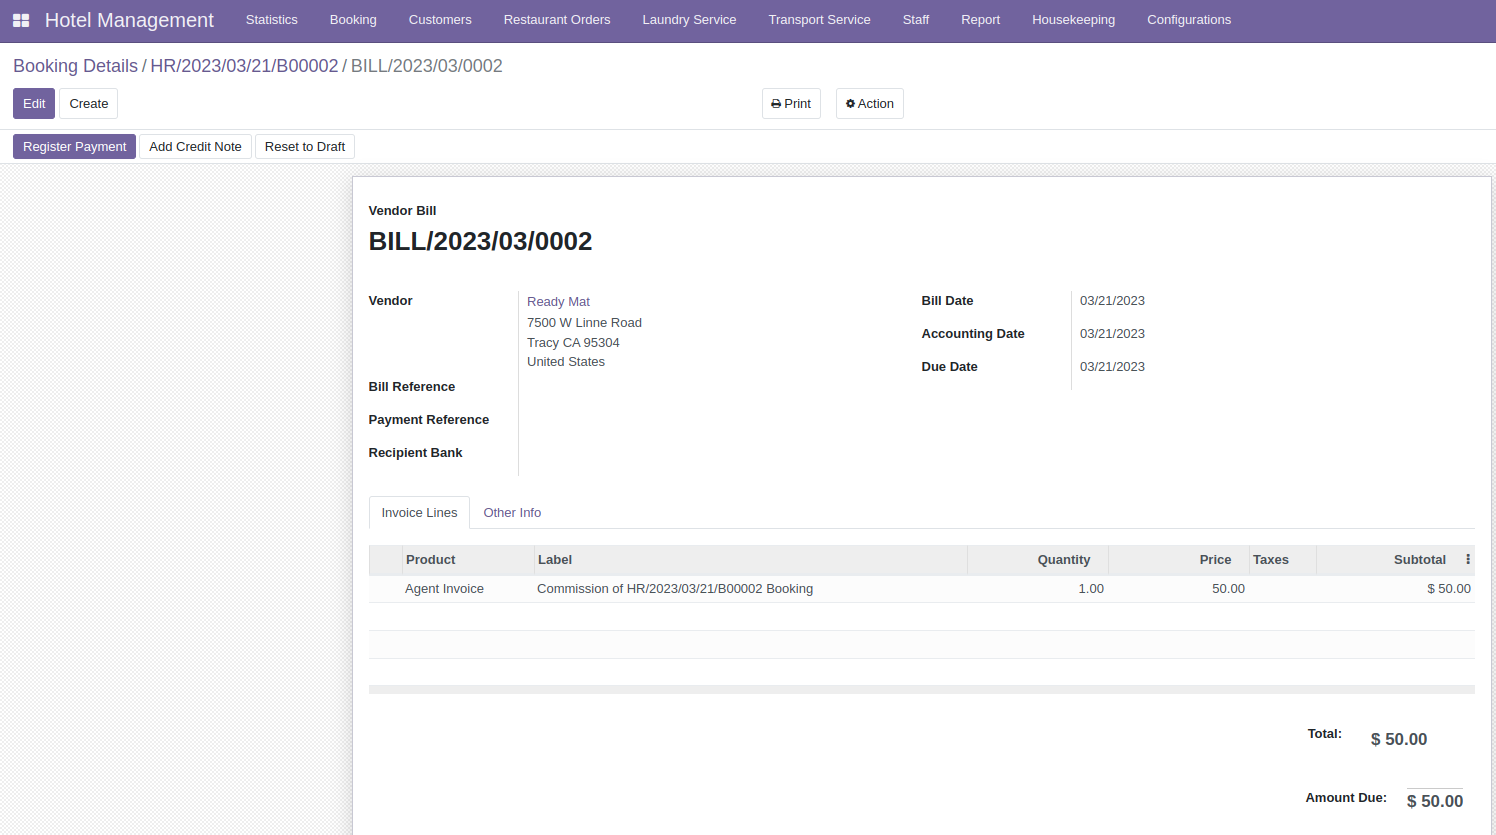 Hotel Management Statistics Booking Customers Restaurant Orders Laundry Service Transport Service Staff Report Housekeeping Configurations
Booking Details / HR/2023/03/21/B00002 / BILL/2023/03/0002
Edit Create Print Action
Register Payment Add Credit Note Reset to Draft
Vendor Bill
BILL/2023/03/0002
Vendor Ready Mat
7500 W Linne Road
Tracy CA 95304
United States
Bill Reference
Payment Reference
Recipient Bank
Bill Date 03/21/2023
Accounting Date 03/21/2023
Due Date 03/21/2023
Invoice Lines Other Info
Product Label Quantity Price Taxes Subtotal
Agent Invoice Commission of HR/2023/03/21/B00002 Booking 1.00 50.00 $ 50.00
Total: $ 50.00
Amount Due: $ 50.00